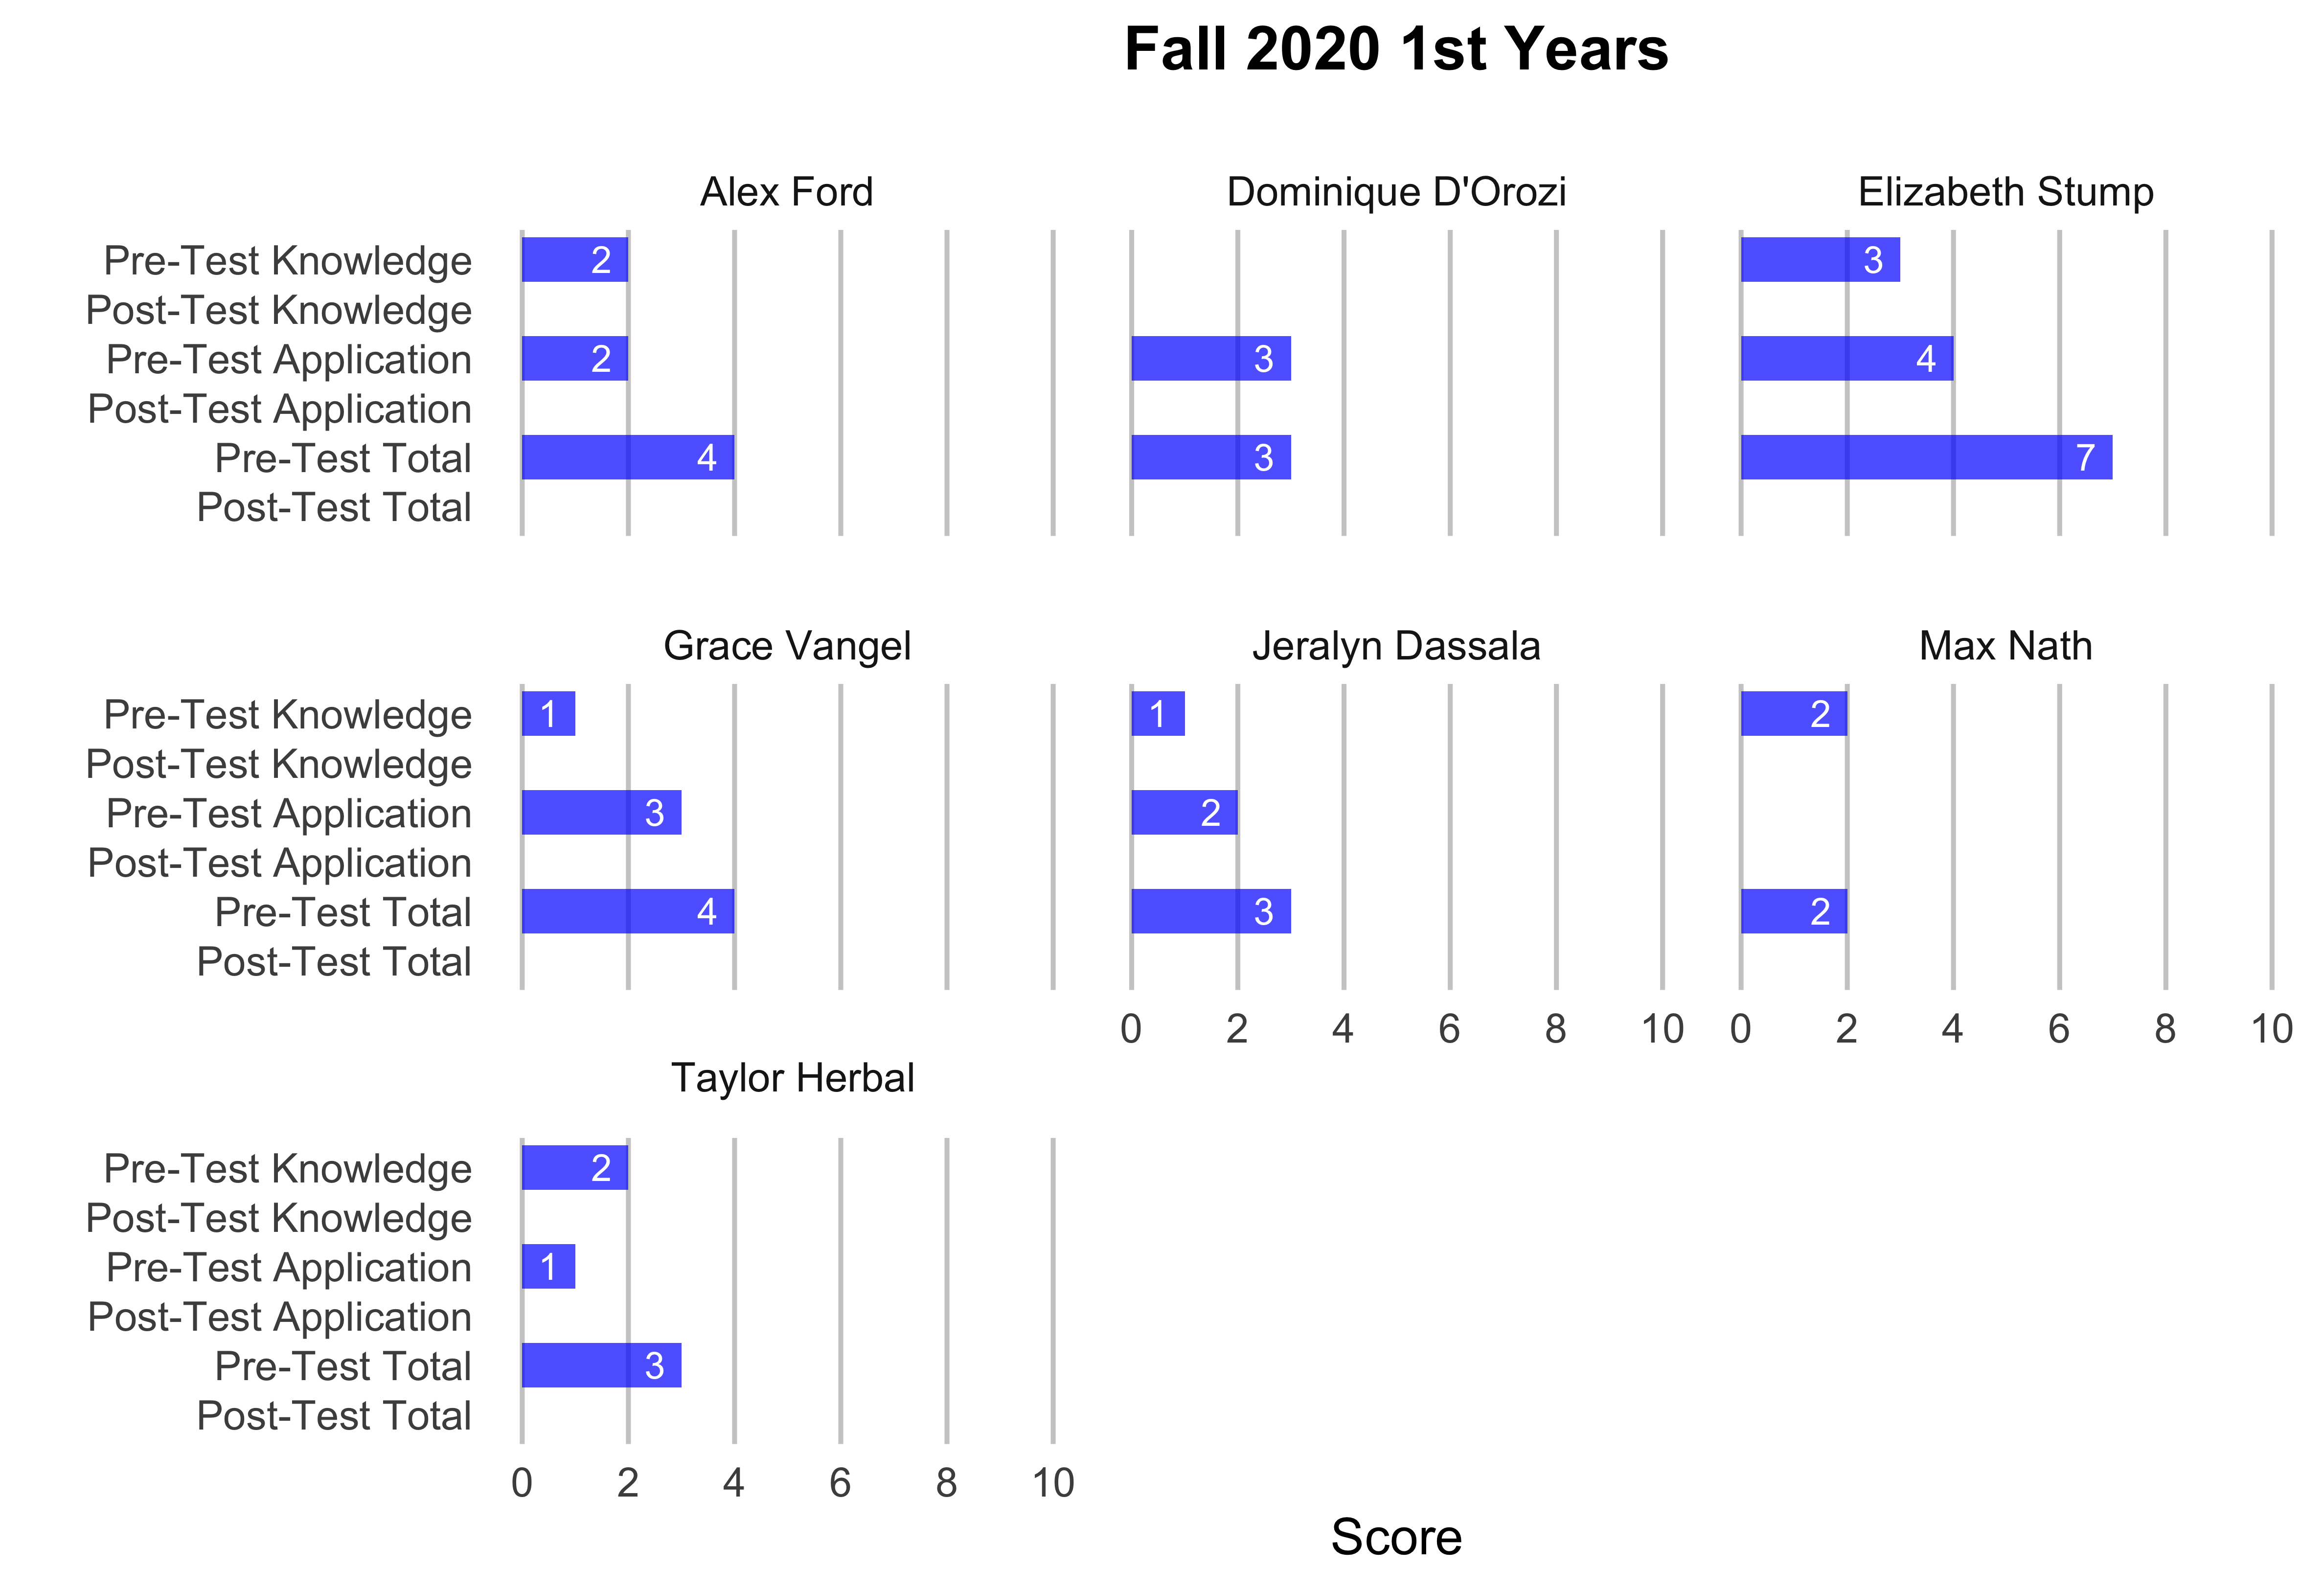 Fall 2020 1st Years
Alex Ford
Dominique D'Orozi
Elizabeth Stump
Pre-Test Knowledge
2
3
Post-Test Knowledge
Pre-Test Application
2
3
4
Post-Test Application
Pre-Test Total
4
3
7
Post-Test Total
Grace Vangel
Jeralyn Dassala
Max Nath
Pre-Test Knowledge
1
1
2
Post-Test Knowledge
Pre-Test Application
3
2
Post-Test Application
Pre-Test Total
4
3
2
Post-Test Total
0 2 4 6 8 10
0 2 4 6 8 10
Taylor Herbal
Pre-Test Knowledge
2
Post-Test Knowledge
Pre-Test Application
1
Post-Test Application
Pre-Test Total
3
Post-Test Total
0 2 4 6 8 10
Score